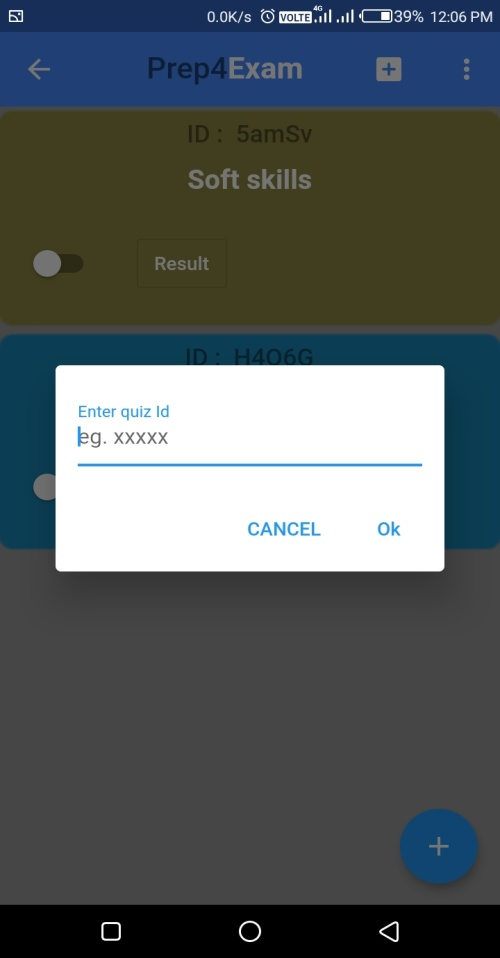 0.0K/s VOLTE 4G 39% 12:06 PM
Prep4Exam
ID : 5amSv
Soft skills
Result
ID : H4O6G
Enter quiz Id
eg. xxxxx
CANCEL Ok